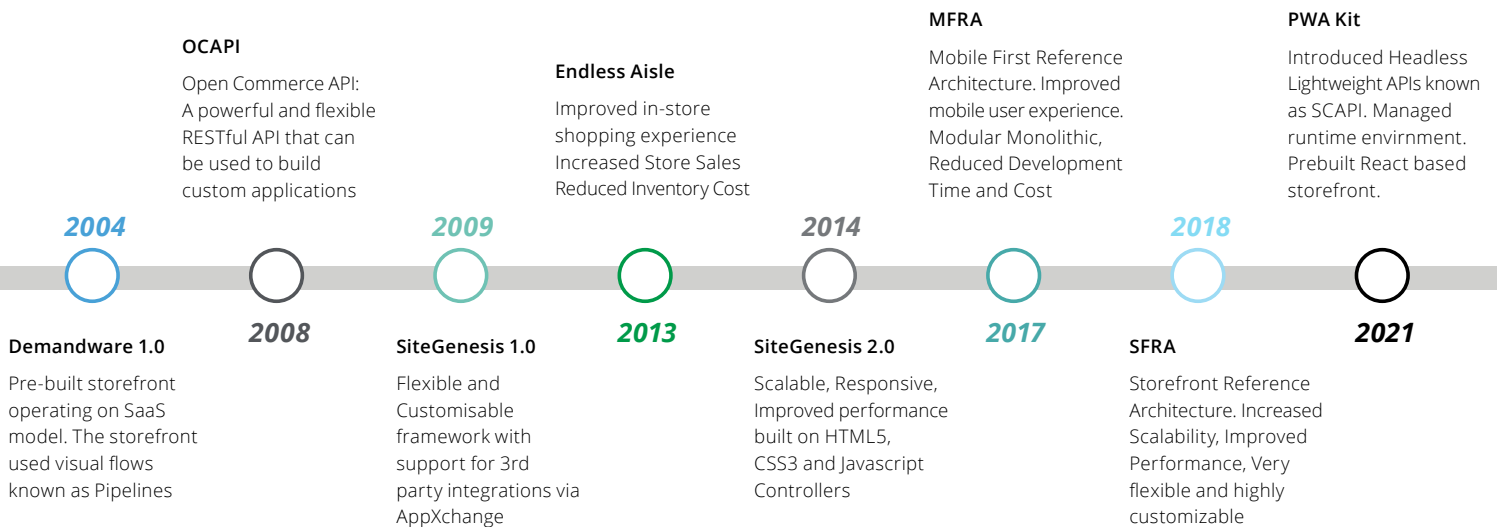 2004
Demandware 1.0
Pre-built storefront
operating on SaaS
model. The storefront
used visual flows
known as Pipelines
OCAPI
Open Commerce API:
A powerful and flexible
RESTful API that can
be used to build
custom applications
2008
2009
SiteGenesis 1.0
Flexible and
Customisable
framework with
support for 3rd
party integrations via
AppXchange
Endless Aisle
Improved in-store
shopping experience
Increased Store Sales
Reduced Inventory Cost
2013
2014
SiteGenesis 2.0
Scalable, Responsive,
Improved performance
built on HTML5,
CSS3 and Javascript
Controllers
MFRA
Mobile First Reference
Architecture. Improved
mobile user experience.
Modular Monolithic,
Reduced Development
Time and Cost
2017
2018
SFRA
Storefront Reference
Architecture. Increased
Scalability, Improved
Performance, Very
flexible and highly
customizable
PWA Kit
Introduced Headless
Lightweight APIs known
as SCAPI. Managed
runtime envirnment.
Prebuilt React based
storefront.
2021